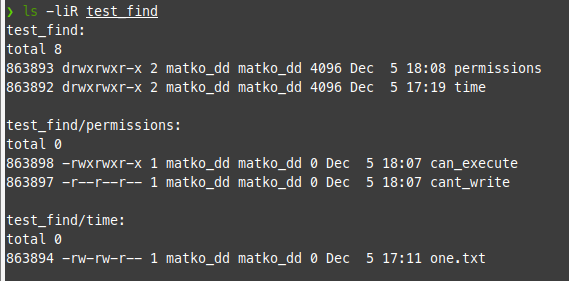 ❯ ls -liR test_find
test_find:
total 8
863893 drwxrwxr-x 2 matko_dd matko_dd 4096 Dec  5 18:08 permissions
863892 drwxrwxr-x 2 matko_dd matko_dd 4096 Dec  5 17:19 time

test_find/permissions:
total 0
863898 -rwxrwxr-x 1 matko_dd matko_dd 0 Dec  5 18:07 can_execute
863897 -r--r--r-- 1 matko_dd matko_dd 0 Dec  5 18:07 cant_write

test_find/time:
total 0
863894 -rw-rw-r-- 1 matko_dd matko_dd 0 Dec  5 17:11 one.txt